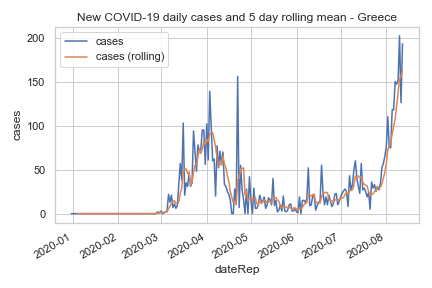 New COVID-19 daily cases and 5 day rolling mean - Greece
cases
cases (rolling)
200
150
100
50
0
cases
2020-01
2020-02
2020-03
2020-04
2020-05
2020-06
2020-07
2020-08
dateRep